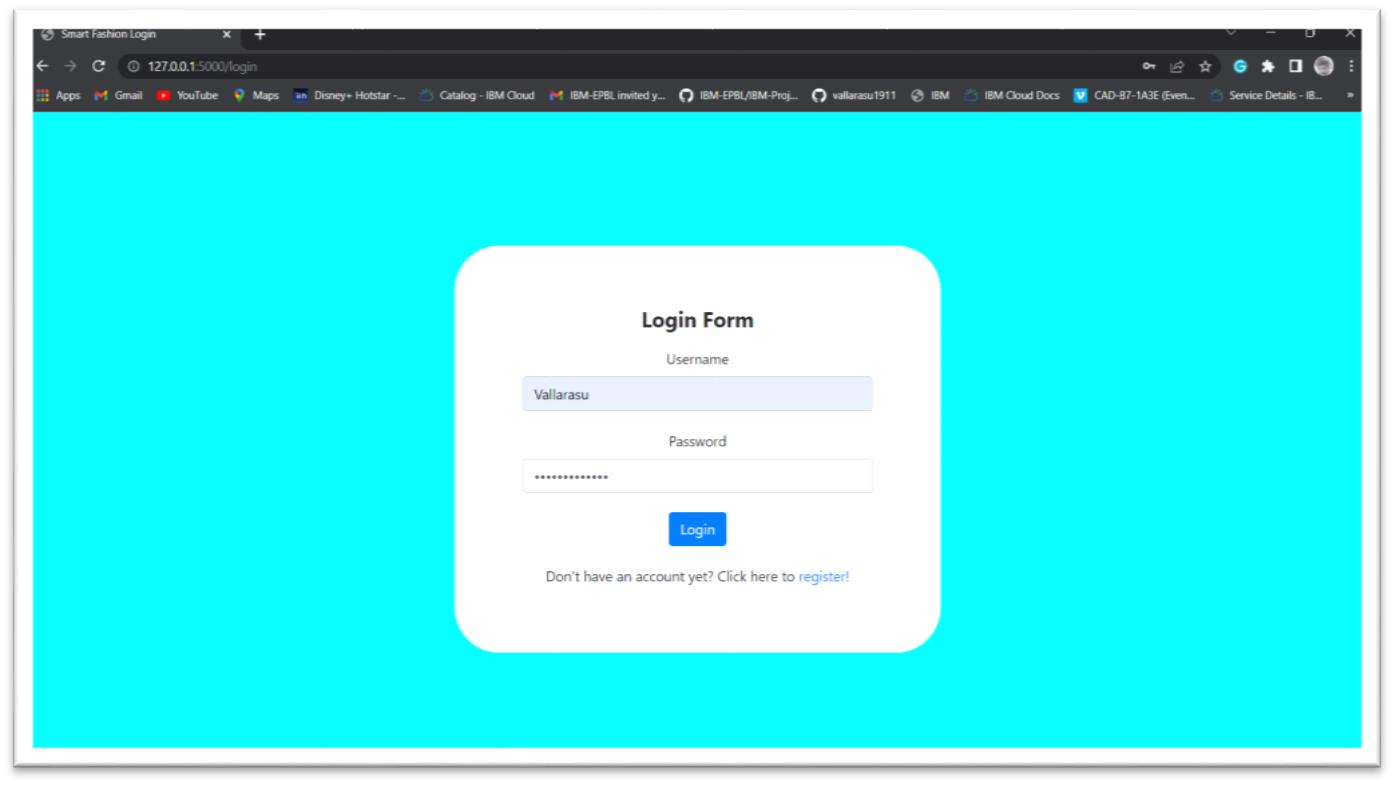 Smart Fashion Login
127.0.0.1:5000/login
Apps Gmail YouTube Maps Disney+ Hotstar -... Catalog - IBM Cloud IBM-EPBL invited y... IBM-EPBL/IBM-Proj... vallarasu1911 IBM IBM Cloud Docs CAD-B7-1A3E (Even... Service Details - IB... »
Login Form
Username
Vallarasu
Password
•••••••••••••
Login
Don't have an account yet? Click here to register!